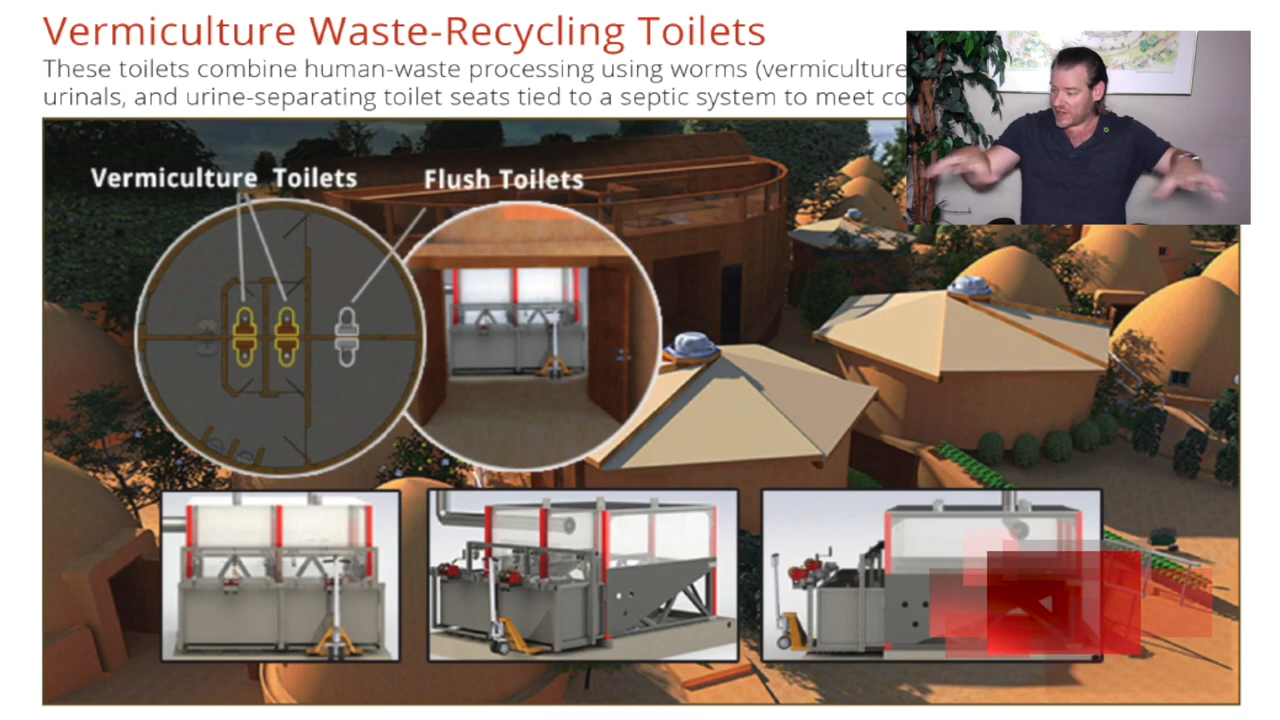 Vermiculture Waste-Recycling Toilets
These toilets combine human-waste processing using worms (vermiculture
urinals, and urine-separating toilet seats tied to a septic system to meet co
Vermiculture Toilets
Flush Toilets